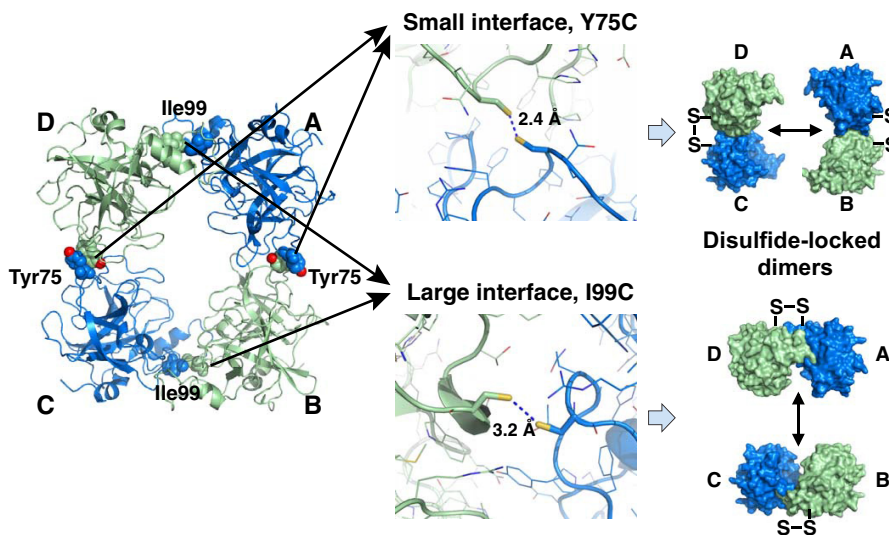 Small interface, Y75C
D
A
Ile99
D
A
2.4 Å
S
S
S
S
C
B
Tyr75
Tyr75
Disulfide-locked
dimers
Large interface, I99C
S–S
D
A
Ile99
C
B
3.2 Å
C
B
S–S